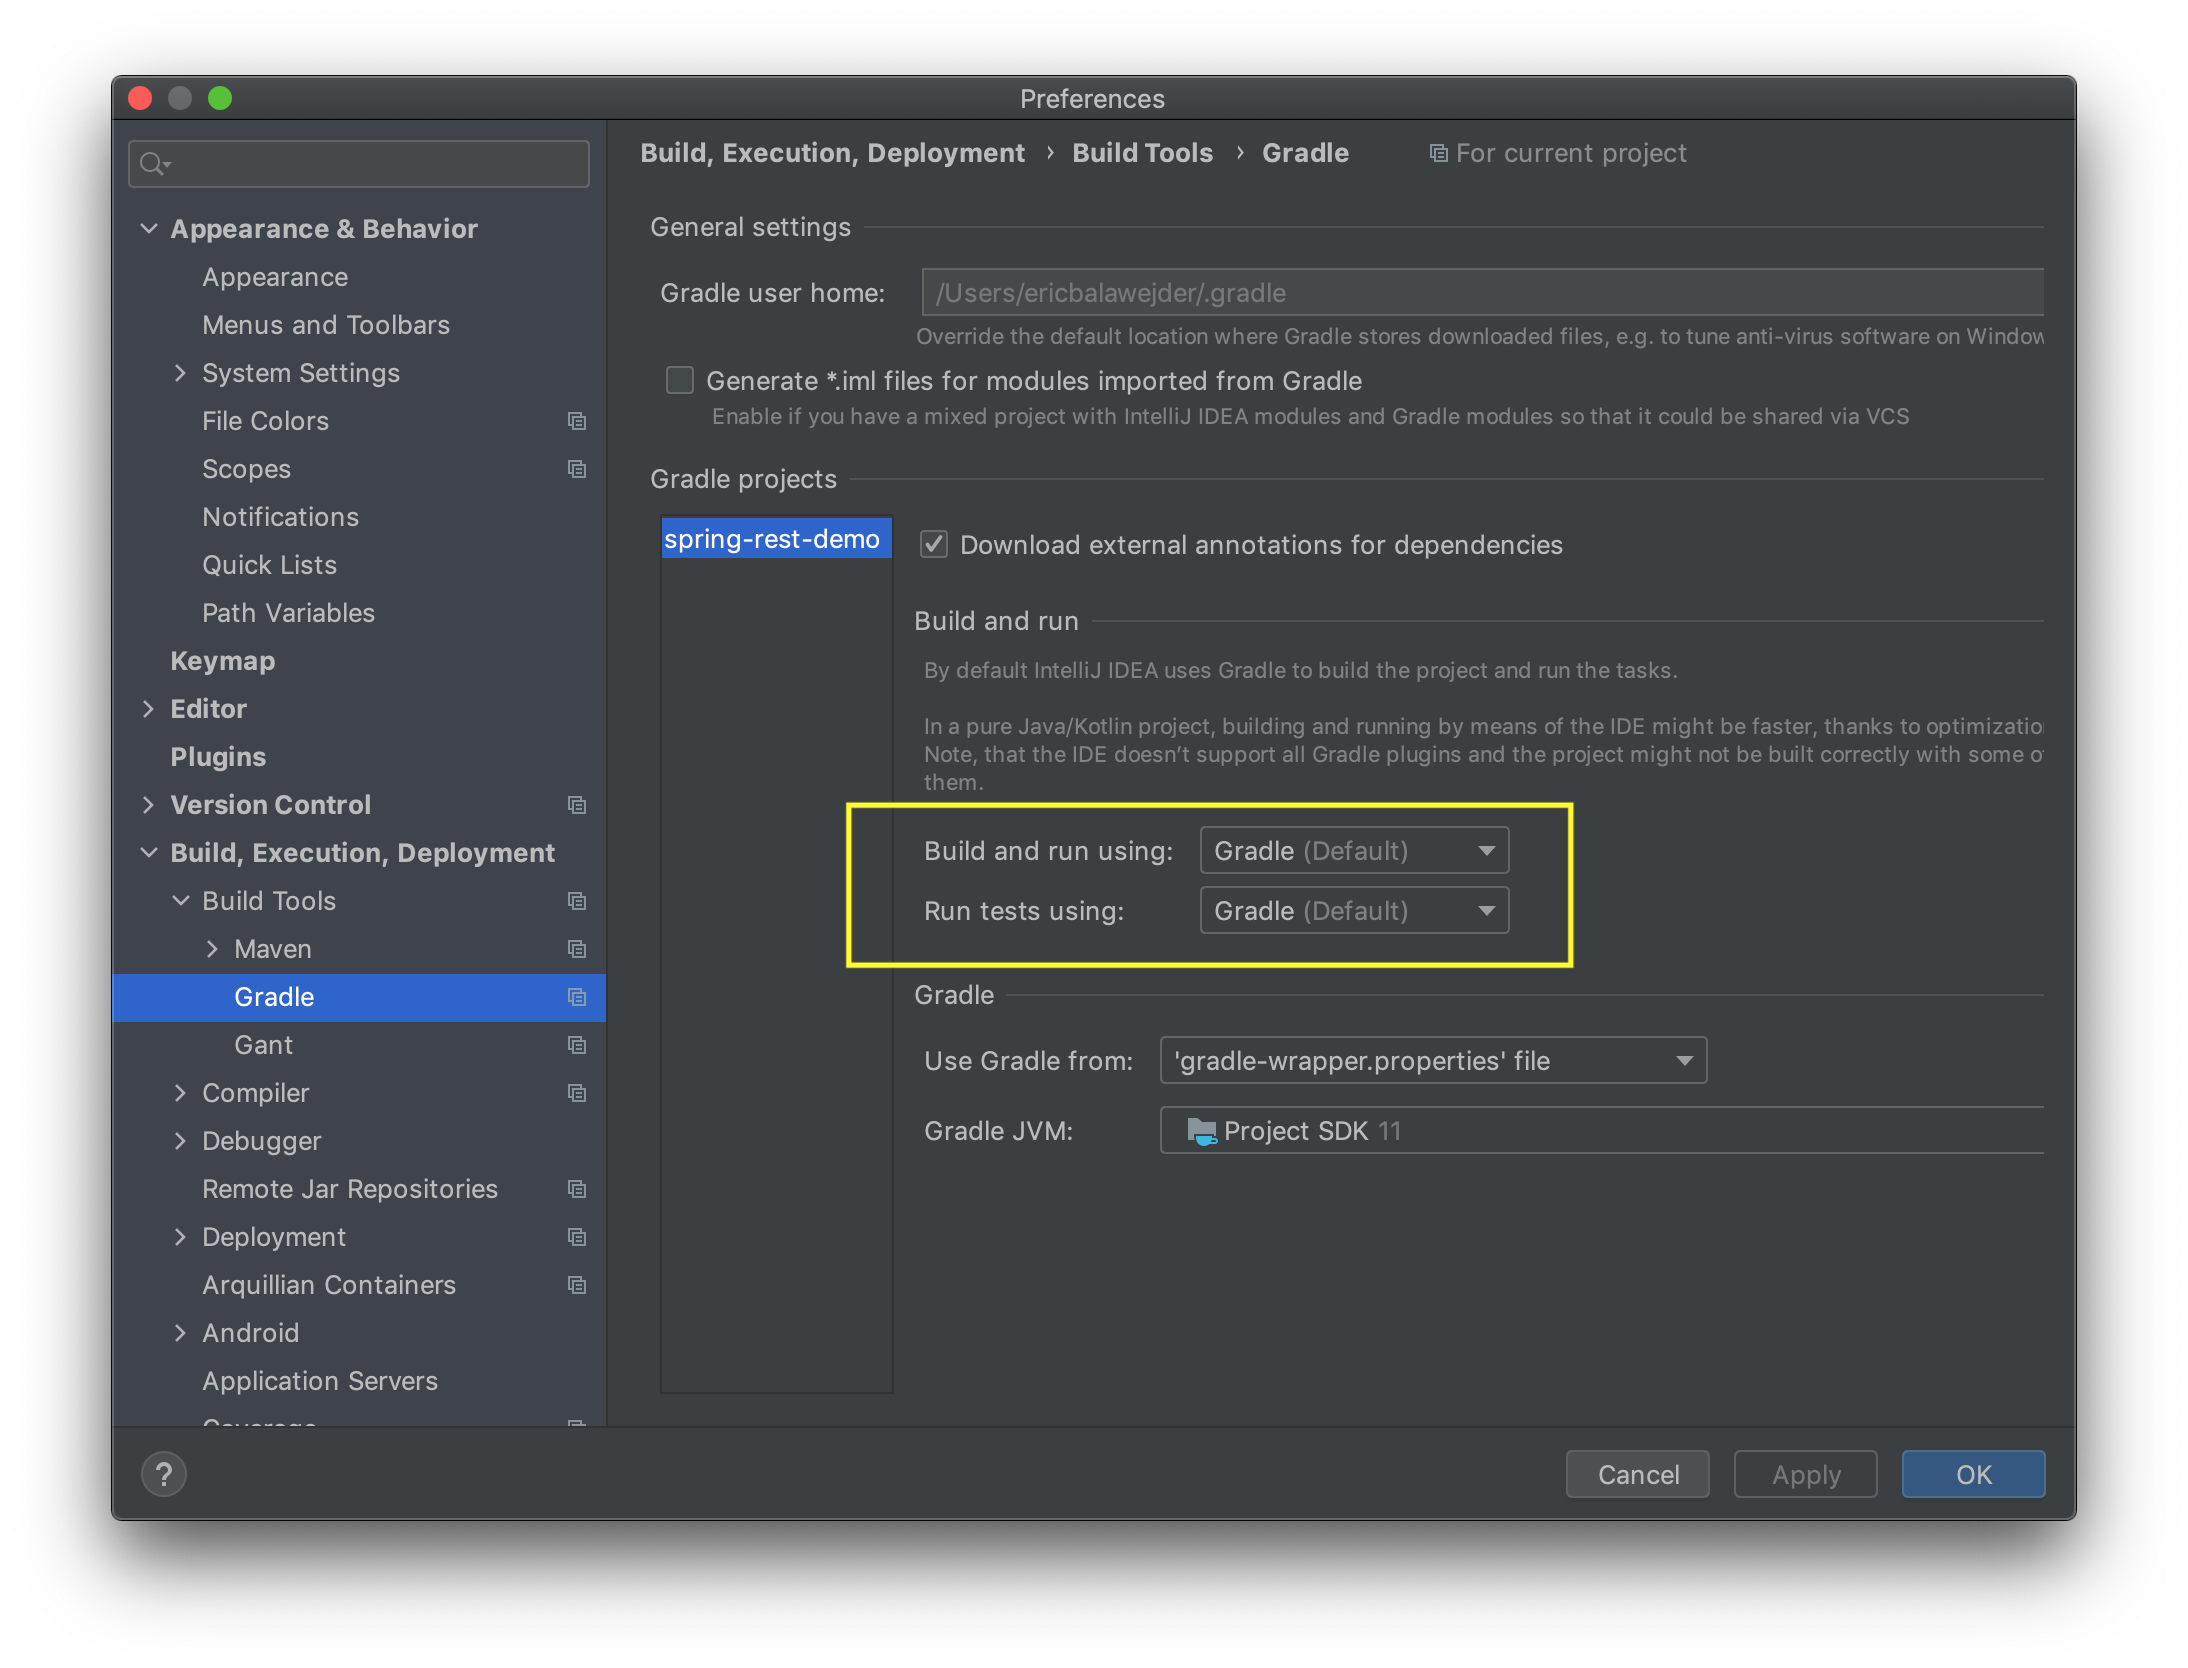 Preferences
Appearance & Behavior
Appearance
Menus and Toolbars
System Settings
File Colors
Scopes
Notifications
Quick Lists
Path Variables
Keymap
Editor
Plugins
Version Control
Build, Execution, Deployment
Build Tools
Maven
Gradle
Gant
Compiler
Debugger
Remote Jar Repositories
Deployment
Arquillian Containers
Android
Application Servers
Build, Execution, Deployment › Build Tools › Gradle For current project
General settings
Gradle user home: /Users/ericbalawejder/.gradle
Override the default location where Gradle stores downloaded files, e.g. to tune anti-virus software on Window
Generate *.iml files for modules imported from Gradle
Enable if you have a mixed project with IntelliJ IDEA modules and Gradle modules so that it could be shared via VCS
Gradle projects
spring-rest-demo
Download external annotations for dependencies
Build and run
By default IntelliJ IDEA uses Gradle to build the project and run the tasks.
In a pure Java/Kotlin project, building and running by means of the IDE might be faster, thanks to optimizatio
Note, that the IDE doesn't support all Gradle plugins and the project might not be built correctly with some of
them.
Build and run using: Gradle (Default)
Run tests using: Gradle (Default)
Gradle
Use Gradle from: 'gradle-wrapper.properties' file
Gradle JVM: Project SDK 11
? Cancel Apply OK